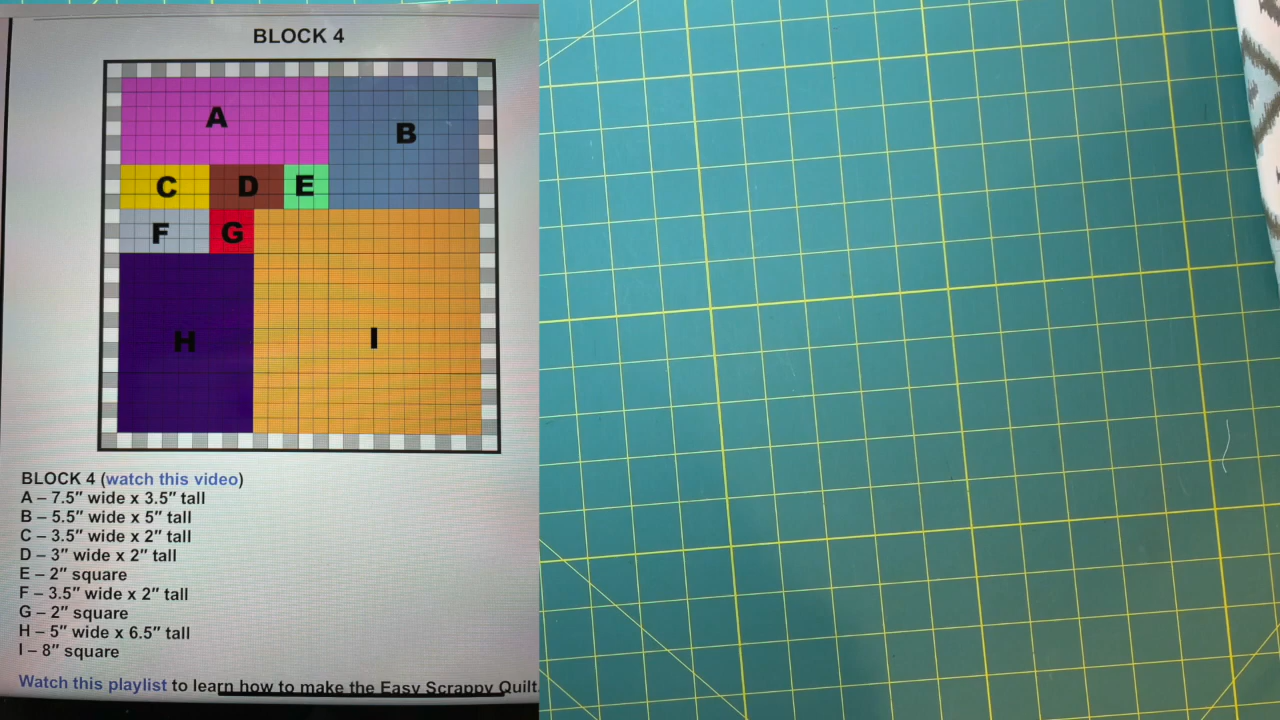 BLOCK 4
A
B
C
D
E
F
G
H
I
BLOCK 4 (watch this video)
A – 7.5″ wide x 3.5″ tall
B – 5.5″ wide x 5″ tall
C – 3.5″ wide x 2″ tall
D – 3″ wide x 2″ tall
E – 2″ square
F – 3.5″ wide x 2″ tall
G – 2″ square
H – 5″ wide x 6.5″ tall
I – 8″ square
Watch this playlist to learn how to make the Easy Scrappy Quilt